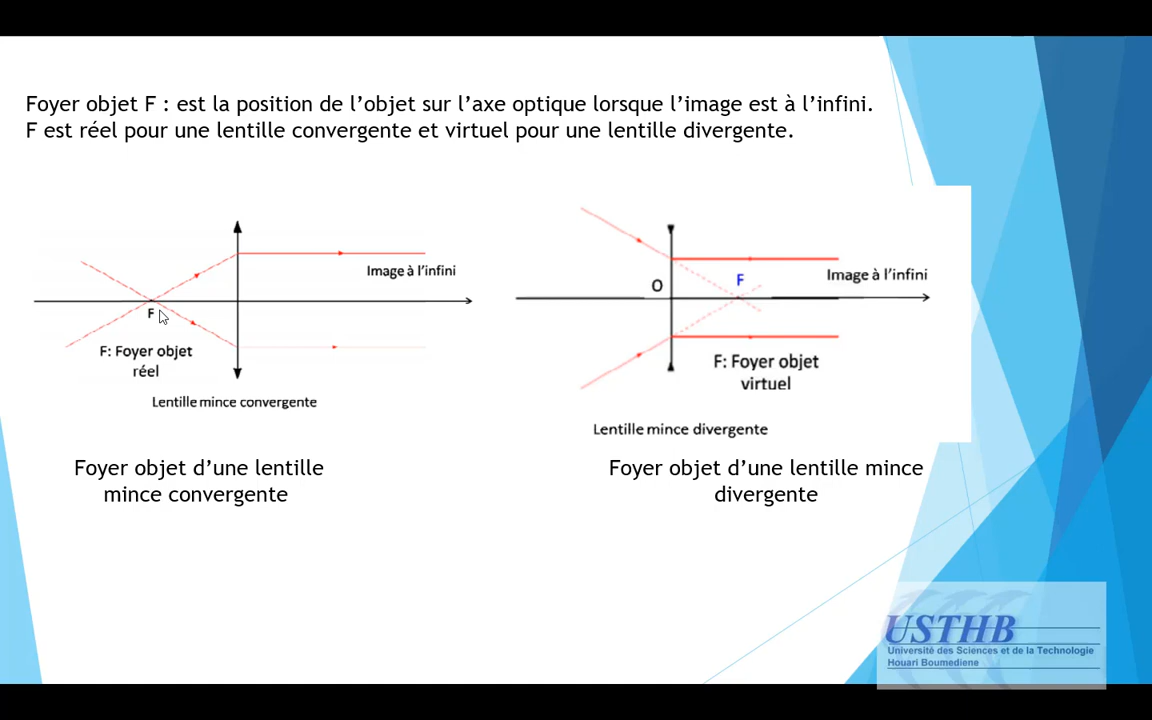 Foyer objet F : est la position de l’objet sur l’axe optique lorsque l’image est à l’infini.
F est réel pour une lentille convergente et virtuel pour une lentille divergente.
Image à l’infini
F
F: Foyer objet
réel
Lentille mince convergente
O
F
Image à l’infini
F: Foyer objet
virtuel
Lentille mince divergente
Foyer objet d’une lentille
mince convergente
Foyer objet d’une lentille mince
divergente
USTHB
Université des Sciences et de la Technologie
Houari Boumediene